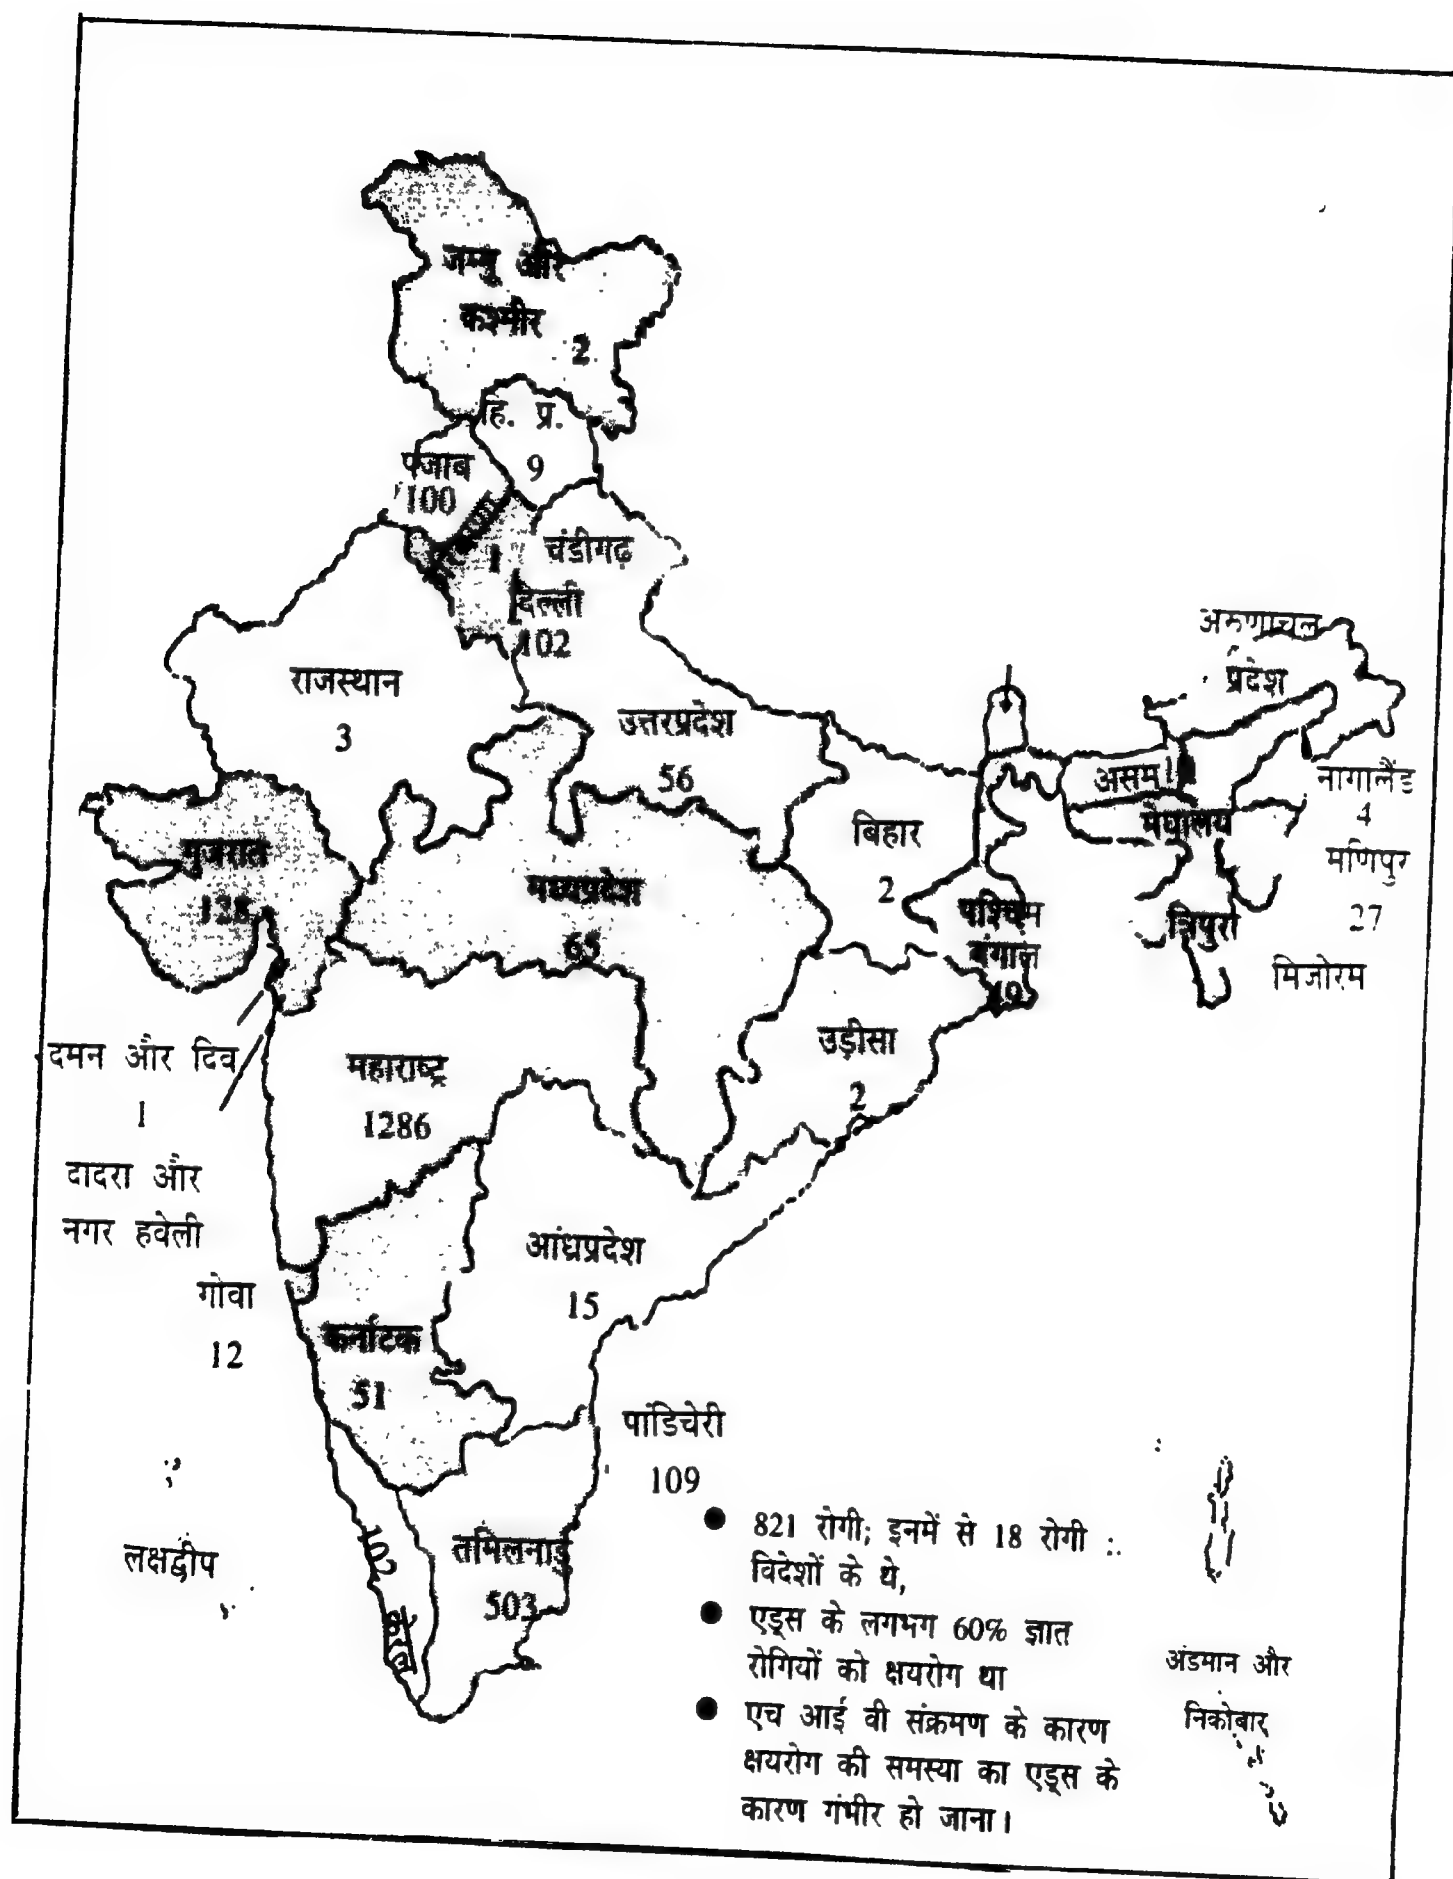 जम्मू और
कश्मीर
2
हि. प्र.
9
पंजाब
100
1
चंडीगढ़
दिल्ली
102
राजस्थान
3
उत्तरप्रदेश
56
अरुणाचल
प्रदेश
असम
नागालैंड
4
मेघालय
मणिपुर
27
त्रिपुरा
मिजोरम
बिहार
2
पश्चिम
बंगाल
गुजरात
128
मध्यप्रदेश
65
उड़ीसा
2
दमन और दिव
1
दादरा और
नगर हवेली
महाराष्ट्र
1286
गोवा
12
आंध्रप्रदेश
15
कर्नाटक
51
पांडिचेरी
109
लक्षद्वीप
102 केरल
तमिलनाडु
503
● 821 रोगी; इनमें से 18 रोगी
विदेशों के थे,
● एड्स के लगभग 60% ज्ञात
रोगियों को क्षयरोग था
● एच आई वी संक्रमण के कारण
क्षयरोग की समस्या का एड्स के
कारण गंभीर हो जाना।
अंडमान और
निकोबार